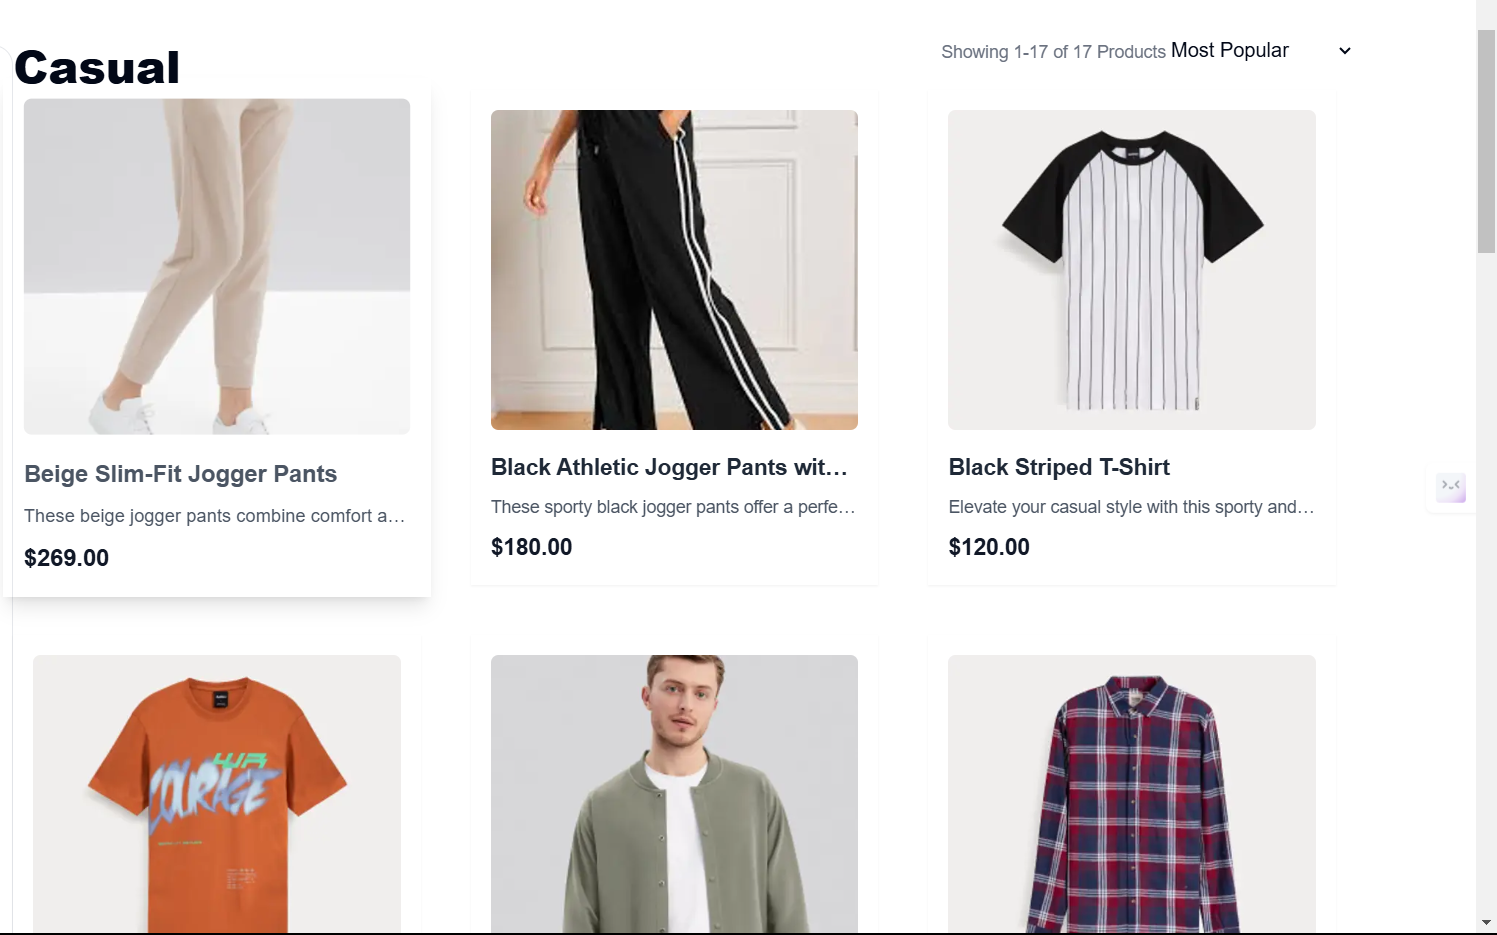 Casual
Showing 1-17 of 17 Products Most Popular
Beige Slim-Fit Jogger Pants
These beige jogger pants combine comfort a...
$269.00
Black Athletic Jogger Pants wit...
These sporty black jogger pants offer a perfe...
$180.00
Black Striped T-Shirt
Elevate your casual style with this sporty and...
$120.00
COURAGE